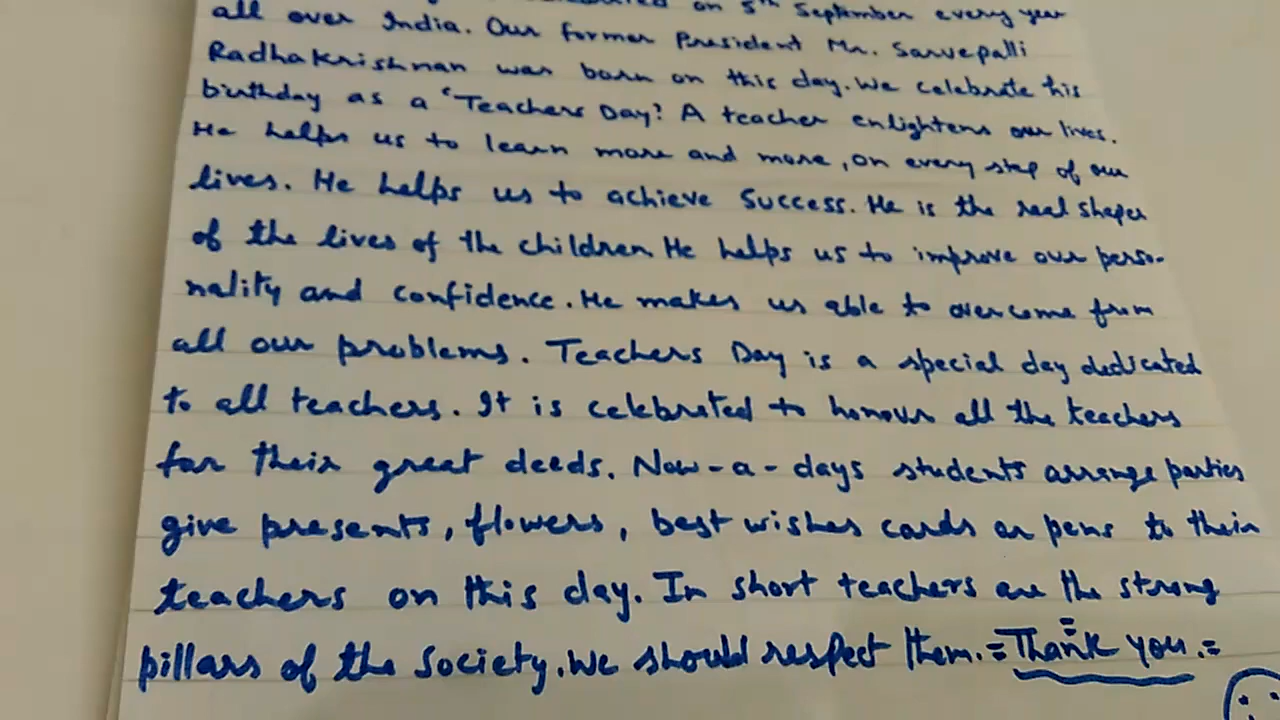 on 5th September every year
all over India. Our former President Mr. Sarvepalli
Radhakrishnan was born on this day. We celebrate his
birthday as a 'Teachers Day'. A teacher enlightens our lives.
He helps us to learn more and more, on every step of our
lives. He helps us to achieve Success. He is the real shaper
of the lives of the children. He helps us to improve our perso-
nality and confidence. He makes us able to overcome from
all our problems. Teachers Day is a special day dedicated
to all teachers. It is celebrated to honour all the teachers
for their great deeds. Now-a-days students arrange parties
give presents, flowers, best wishes cards or pens to their
teachers on this day. In short teachers are the strong
pillars of the Society. We should respect them. = Thank you. =